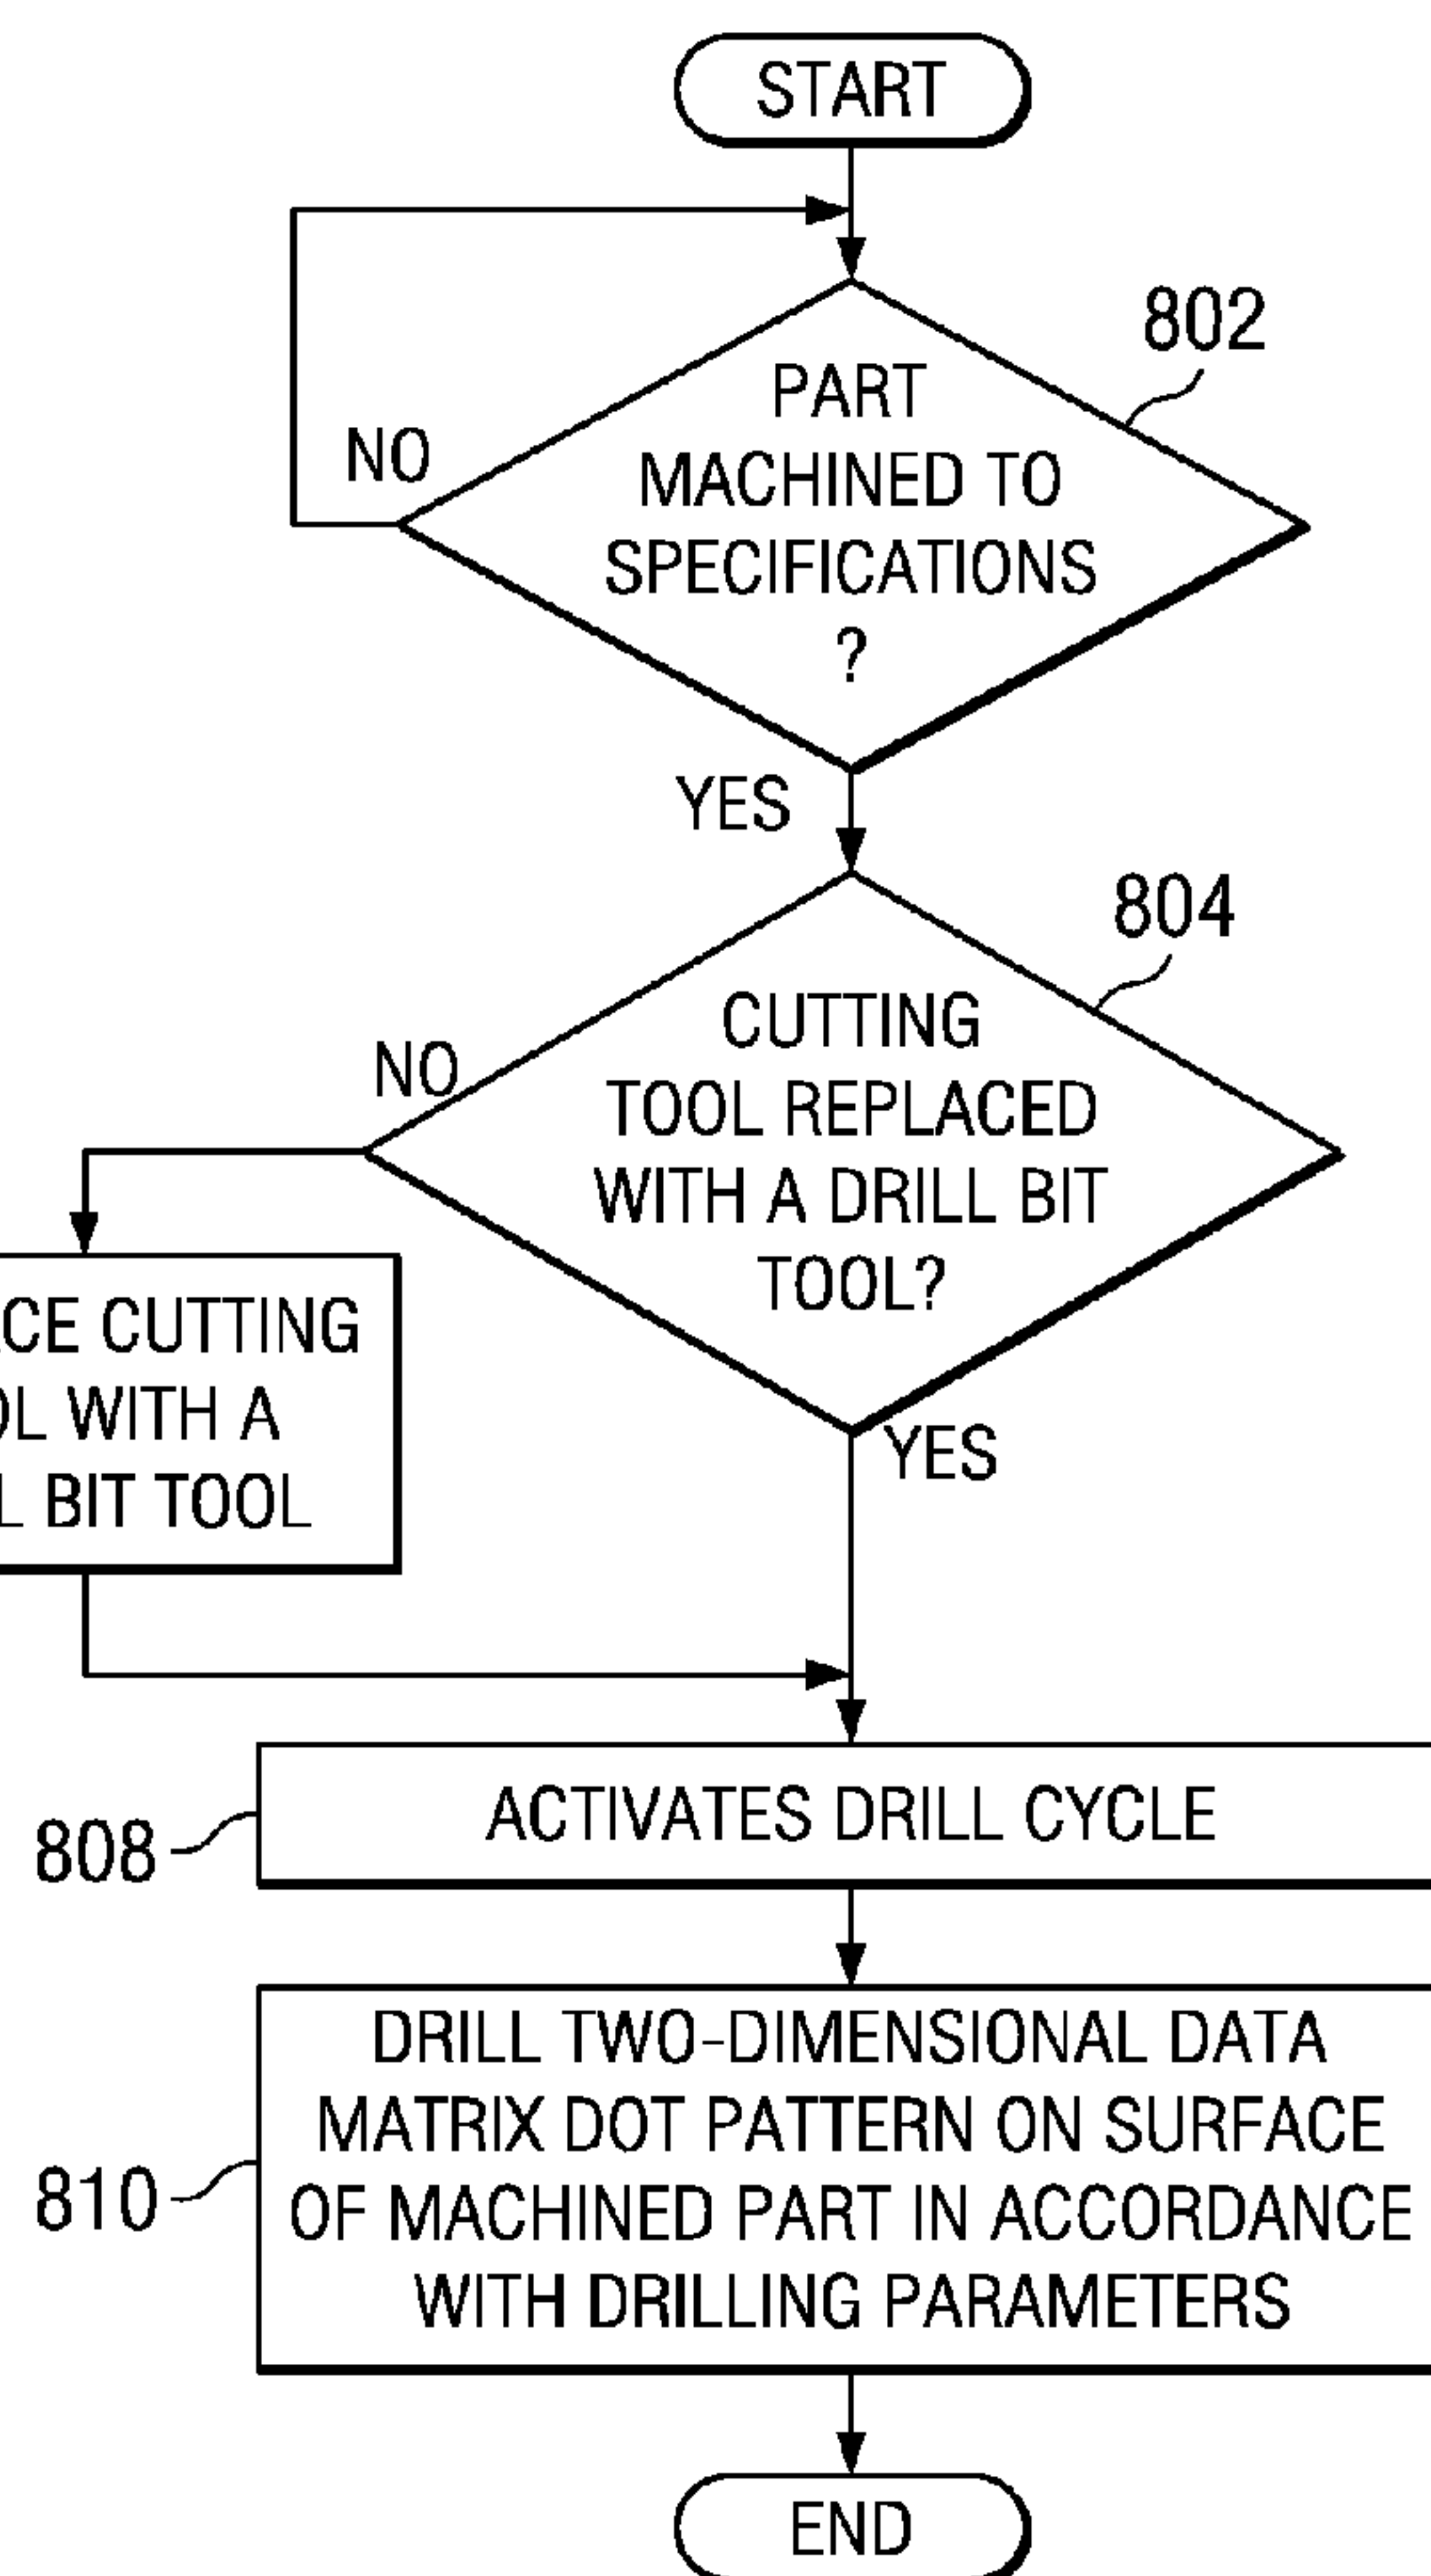 START
802
PART
MACHINED TO
SPECIFICATIONS
?
NO
YES
804
CUTTING
TOOL REPLACED
WITH A DRILL BIT
TOOL?
NO
YES
CUTTING
WITH A
BIT TOOL
808
ACTIVATES DRILL CYCLE
810
DRILL TWO-DIMENSIONAL DATA
MATRIX DOT PATTERN ON SURFACE
OF MACHINED PART IN ACCORDANCE
WITH DRILLING PARAMETERS
END